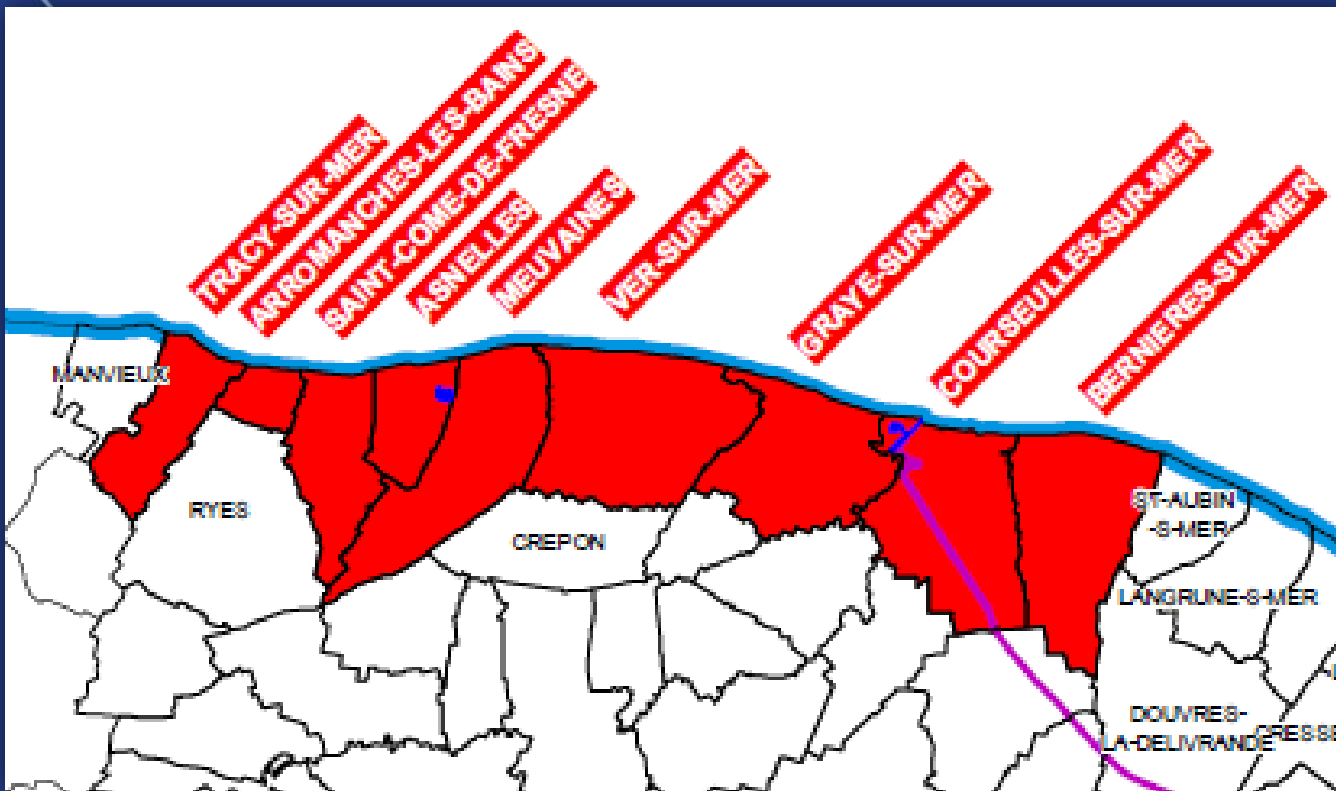 TRACY-SUR-MER
ARROMANCHES-LES-BAINS
SAINT-COME-DE-FRESNE
ASNELLES
MEUVAINES
VER-SUR-MER
GRAYE-SUR-MER
COURSEULLES-SUR-MER
BERNIERES-SUR-MER
MANVIEUX
RYES
CREPON
ST-AUBIN
-S-MER
LANGRUNE-S-MER
DOUVRES-
LA-DELIVRANDE
CRESSE